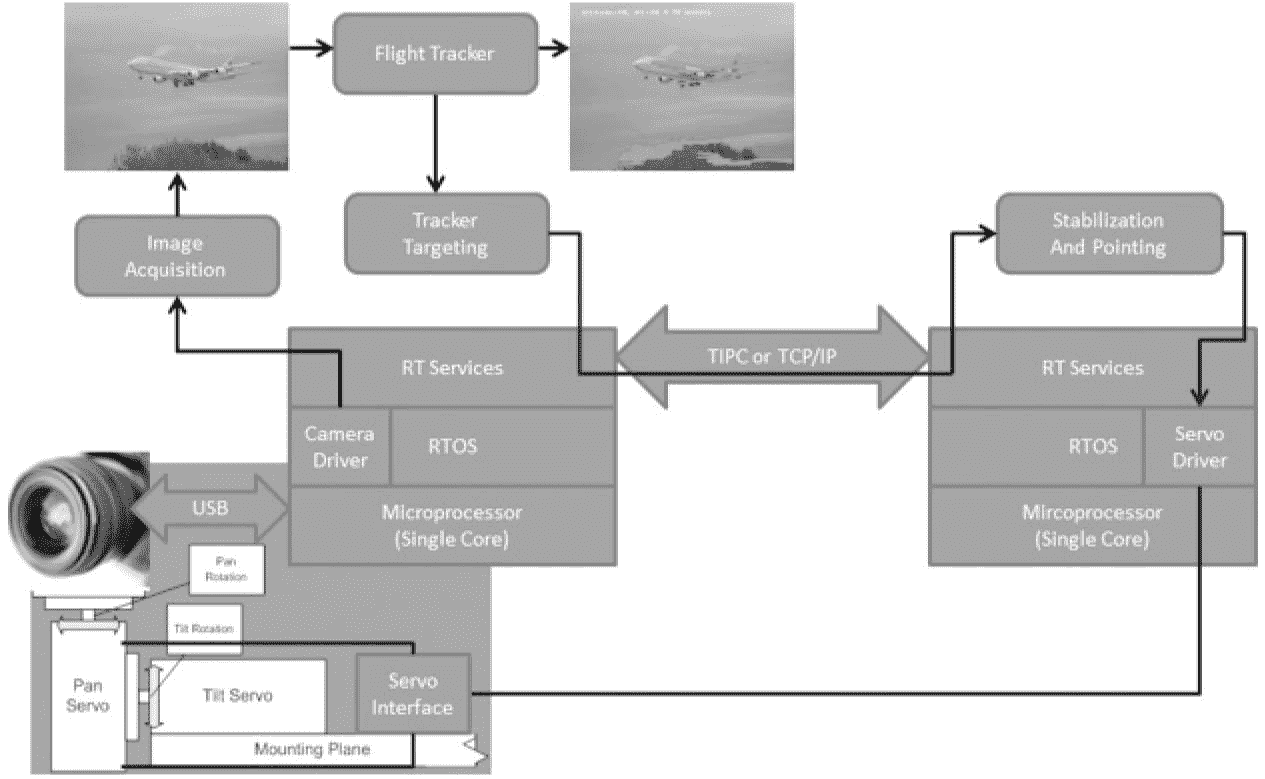 Flight Tracker
Tracker
Targeting
Stabilization
And Pointing
Image
Acquisition
RT Services
TIPC or TCP/IP
RT Services
Camera
Driver
RTOS
RTOS
Servo
Driver
USB
Microprocessor
(Single Core)
Mircoprocessor
(Single Core)
Pan
Rotation
Tilt Rotation
Pan
Servo
Tilt Servo
Servo
Interface
Mounting Plane